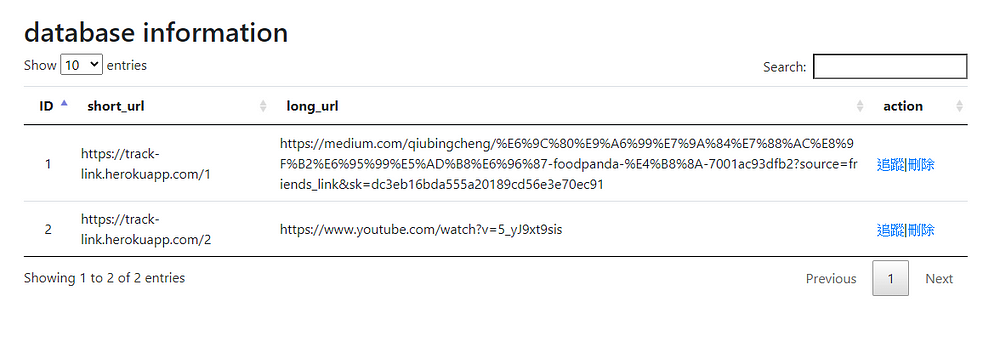 database information
Show 10 entries
Search:
ID short_url long_url action
1
https://track-
link.herokuapp.com/1
https://medium.com/qiubingcheng/%E6%9C%80%E9%A6%99%E7%9A%84%E7%88%AC%E8%9
F%B2%E6%95%99%E5%AD%B8%E6%96%87-foodpanda-%E4%B8%8A-7001ac93dfb2?source=fr
iends_link&sk=dc3eb16bda555a20189cd56e3e70ec91
追蹤|刪除
2
https://track-
link.herokuapp.com/2
https://www.youtube.com/watch?v=5_yJ9xt9sis
追蹤|刪除
Showing 1 to 2 of 2 entries
Previous 1 Next